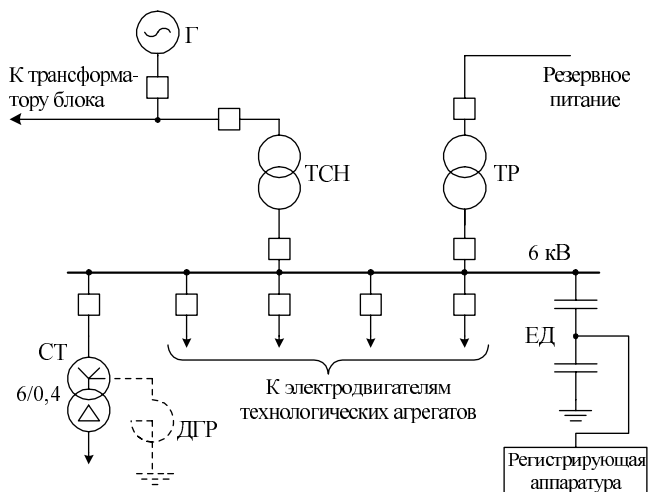 Г
К трансформа-
тору блока
Резервное
питание
ТСН
ТР
6 кВ
СТ
6/0,4
ЕД
К электродвигателям
технологических агрегатов
ДГР
Регистрирующая
аппаратура